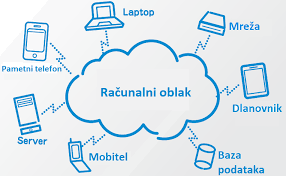 Laptop
Mreža
Pametni telefon
Računalni oblak
Dlanovnik
Server
Mobitel
Baza
podataka